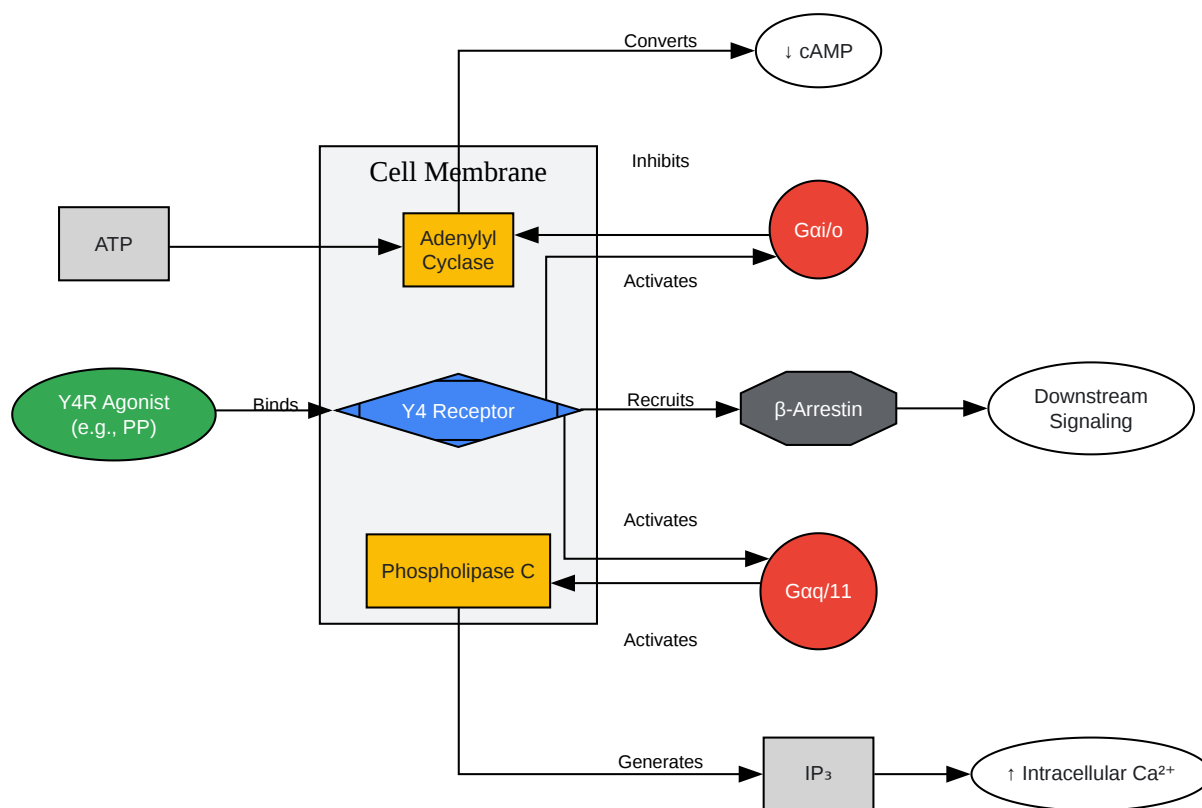 Converts
↓ cAMP
Cell Membrane
Inhibits
ATP
Adenylyl
Cyclase
Gαi/o
Activates
Y4R Agonist
(e.g., PP)
Binds
Y4 Receptor
Recruits
β-Arrestin
Downstream
Signaling
Activates
Phospholipase C
Gαq/11
Activates
Generates
IP₃
↑ Intracellular Ca²⁺